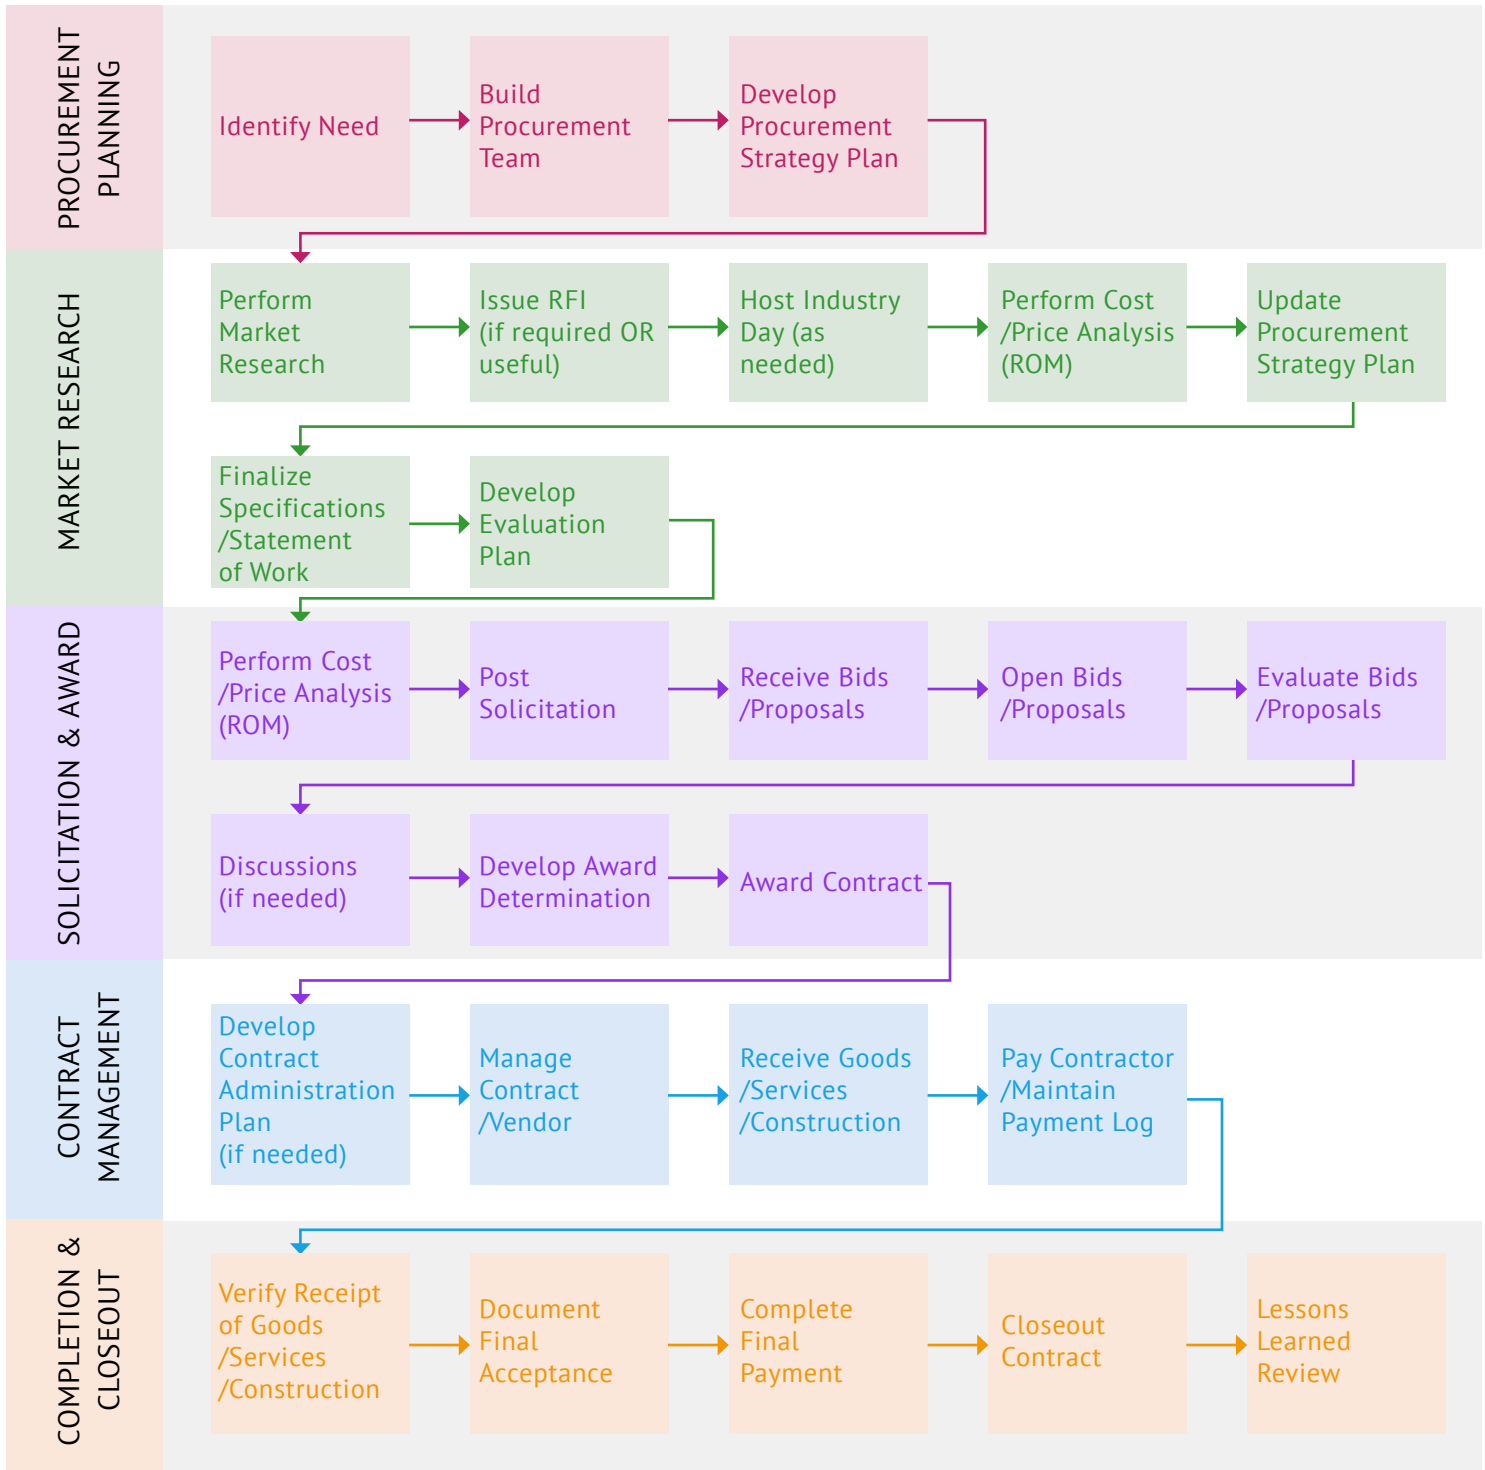 PROCUREMENT
PLANNING
Identify Need
Build
Procurement
Team
Develop
Procurement
Strategy Plan
MARKET RESEARCH
Perform
Market
Research
Issue RFI
(if required OR
useful)
Host Industry
Day (as
needed)
Perform Cost
/Price Analysis
(ROM)
Update
Procurement
Strategy Plan
Finalize
Specifications
/Statement
of Work
Develop
Evaluation
Plan
SOLICITATION & AWARD
Perform Cost
/Price Analysis
(ROM)
Post
Solicitation
Receive Bids
/Proposals
Open Bids
/Proposals
Evaluate Bids
/Proposals
Discussions
(if needed)
Develop Award
Determination
Award Contract
CONTRACT
MANAGEMENT
Develop
Contract
Administration
Plan
(if needed)
Manage
Contract
/Vendor
Receive Goods
/Services
/Construction
Pay Contractor
/Maintain
Payment Log
COMPLETION &
CLOSEOUT
Verify Receipt
of Goods
/Services
/Construction
Document
Final
Acceptance
Complete
Final
Payment
Closeout
Contract
Lessons
Learned
Review